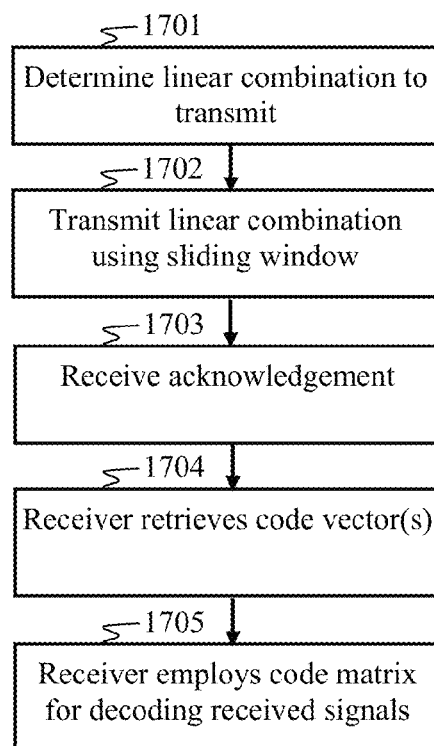 1701
Determine linear combination to
transmit
1702
Transmit linear combination
using sliding window
1703
Receive acknowledgement
1704
Receiver retrieves code vector(s)
1705
Receiver employs code matrix
for decoding received signals